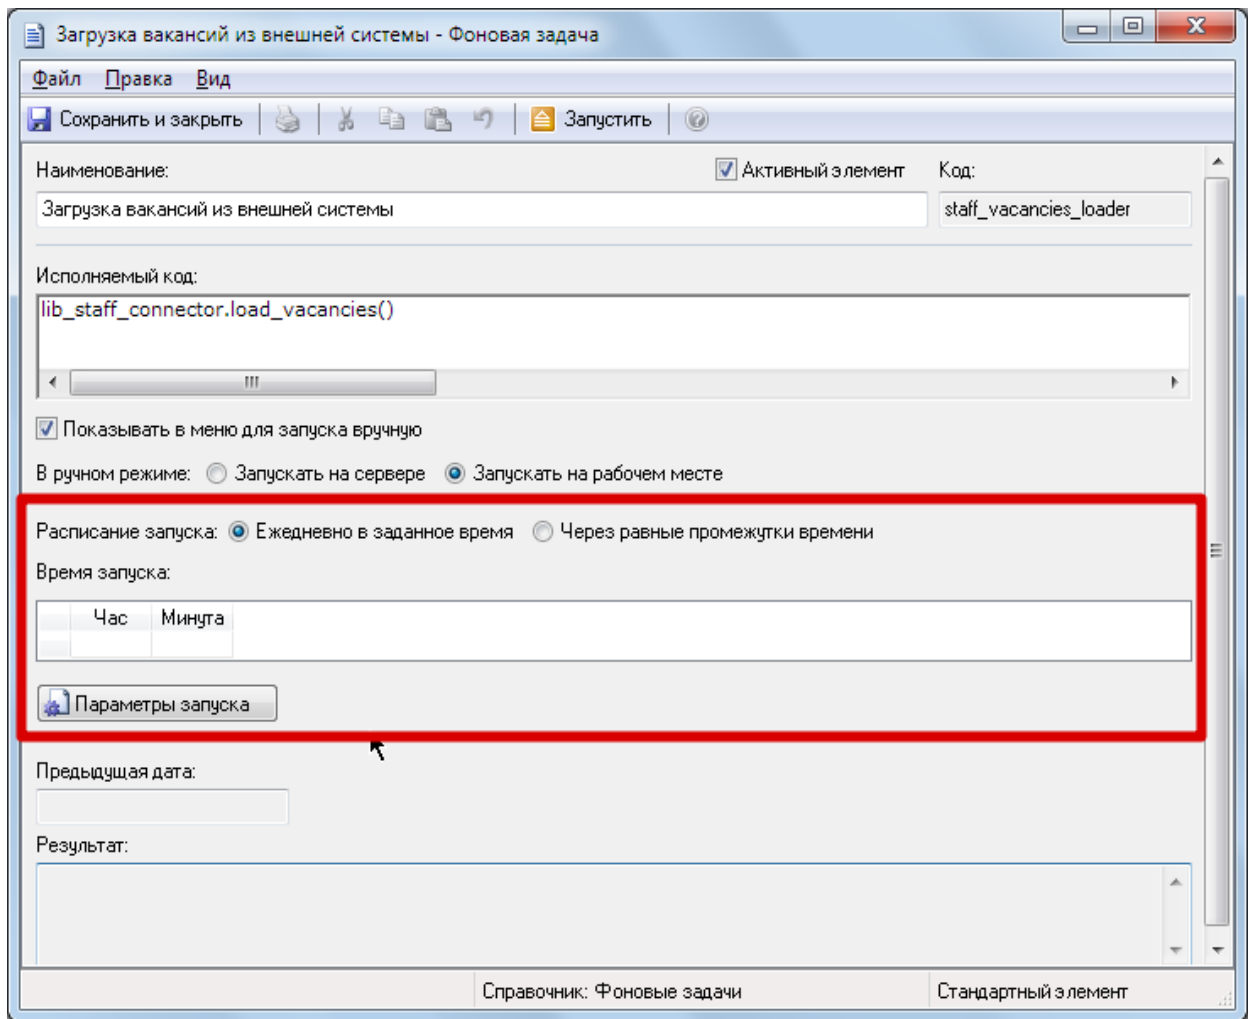 Загрузка вакансий из внешней системы - Фоновая задача
Файл Правка Вид
Сохранить и закрыть Запустить
Наименование: Активный элемент Код:
Загрузка вакансий из внешней системы staff_vacancies_loader
Исполняемый код:
lib_staff_connector.load_vacancies()
Показывать в меню для запуска вручную
В ручном режиме: Запускать на сервере Запускать на рабочем месте
Расписание запуска: Ежедневно в заданное время Через равные промежутки времени
Время запуска:
Час Минута
Параметры запуска
Предыдущая дата:
Результат:
Справочник: Фоновые задачи Стандартный элемент